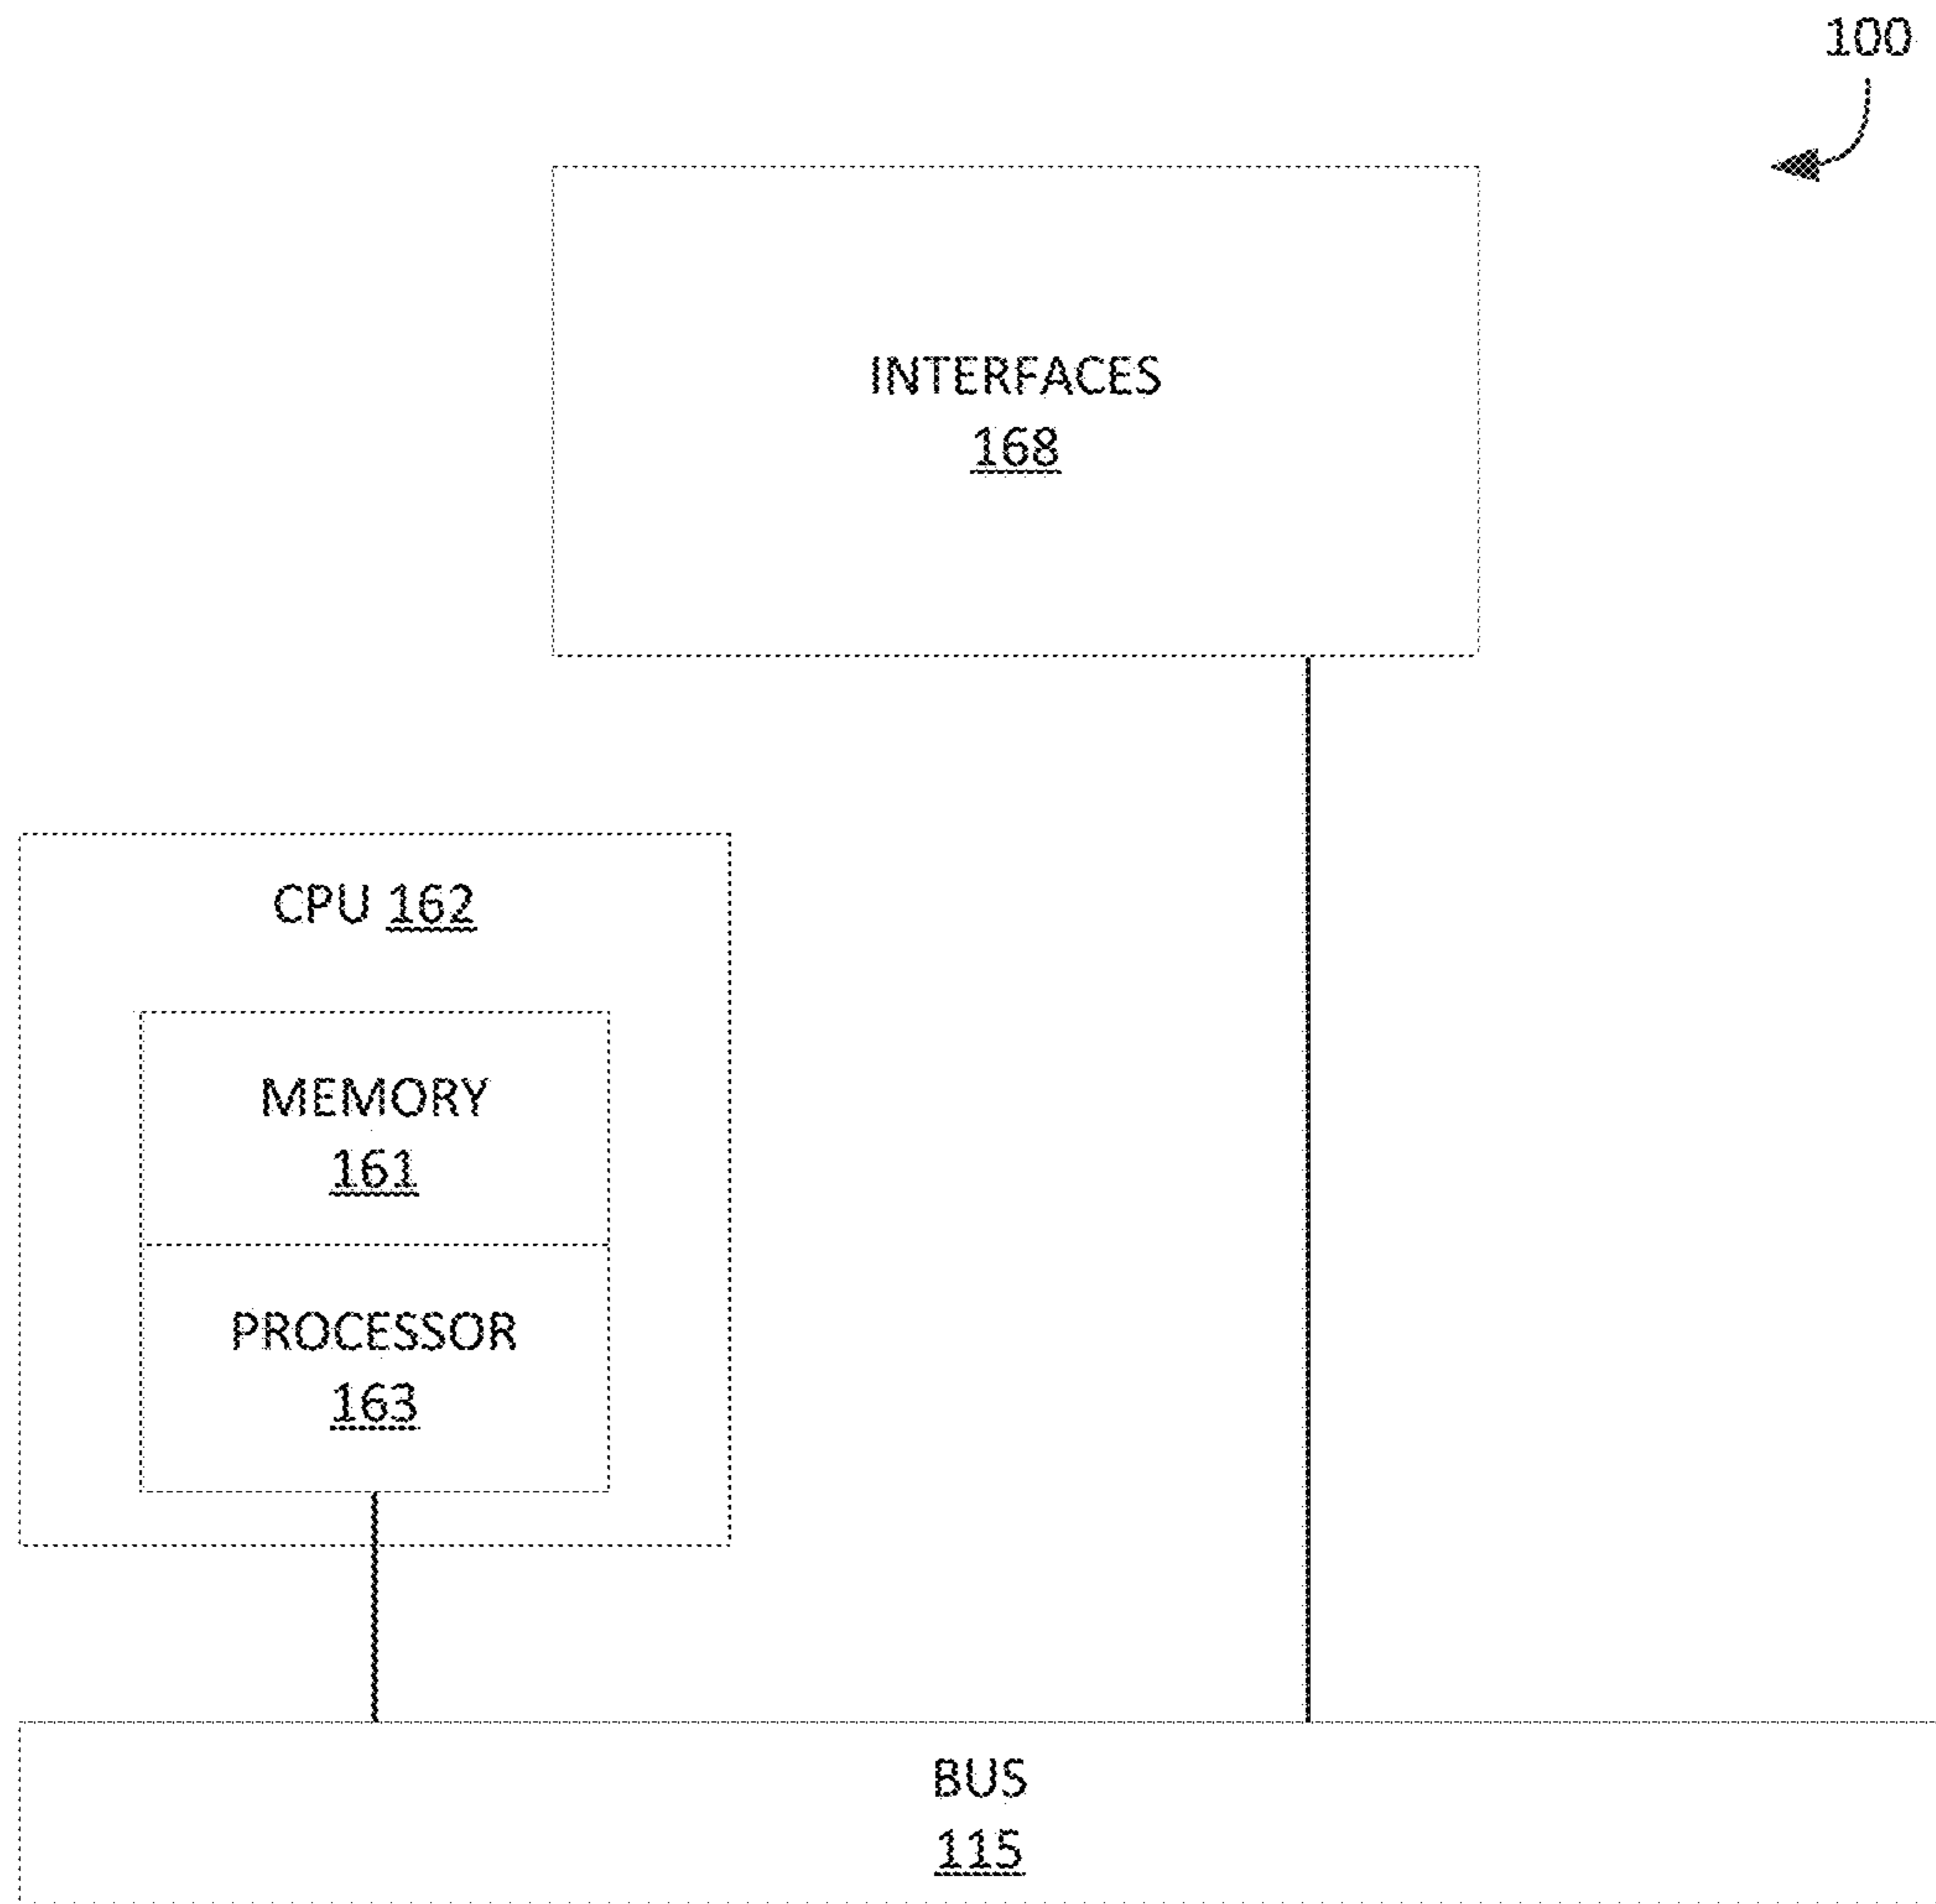 100
INTERFACES
168
CPU 162
MEMORY
161
PROCESSOR
163
BUS
115